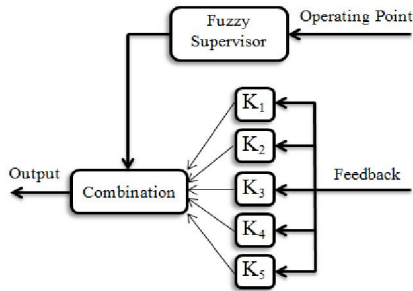 Fuzzy
Supervisor
Operating Point
K1
K2
K3
K4
K5
Output
Combination
Feedback